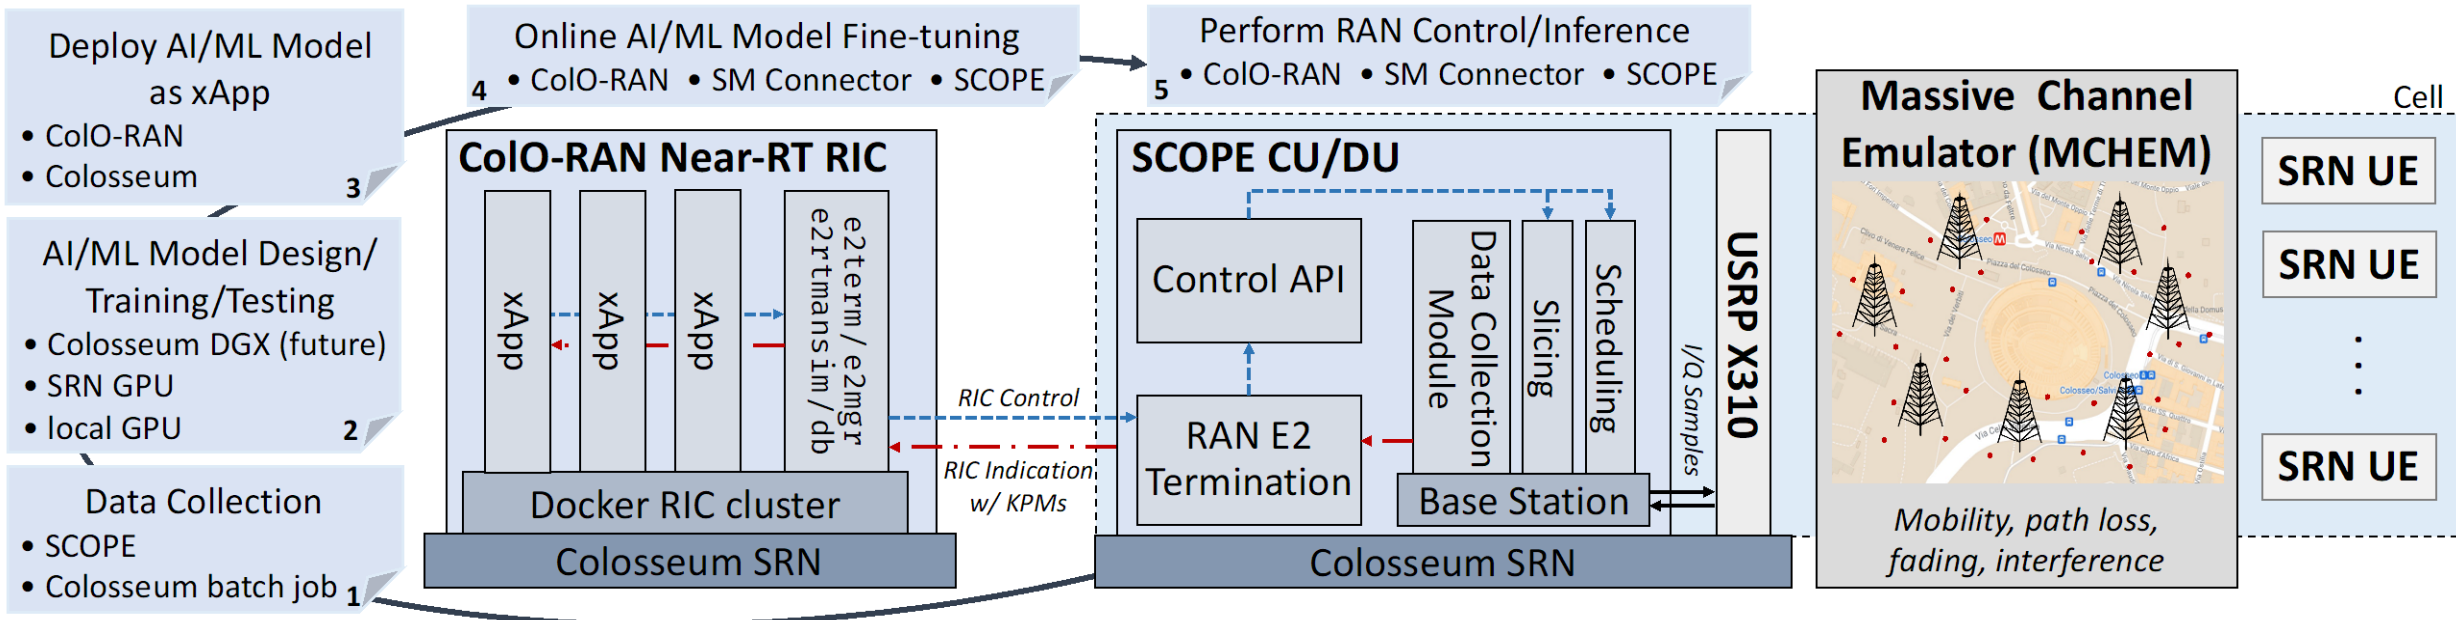 Deploy AI/ML Model
as xApp
• ColO-RAN
• Colosseum
3
AI/ML Model Design/
Training/Testing
• Colosseum DGX (future)
• SRN GPU
• local GPU
2
Data Collection
• SCOPE
• Colosseum batch job
1
Online AI/ML Model Fine-tuning
• ColO-RAN • SM Connector • SCOPE
4
Perform RAN Control/Inference
• ColO-RAN • SM Connector • SCOPE
5
ColO-RAN Near-RT RIC
xApp
xApp
xApp
e2term/e2mgr
e2rtmansim/db
Docker RIC cluster
Colosseum SRN
RIC Control
RIC Indication
w/ KPMs
SCOPE CU/DU
Control API
RAN E2
Termination
Data Collection
Module
Slicing
Scheduling
Base Station
Colosseum SRN
I/Q Samples
USRP X310
Massive Channel
Emulator (MCHEM)
Mobility, path loss,
fading, interference
Cell
SRN UE
SRN UE
SRN UE